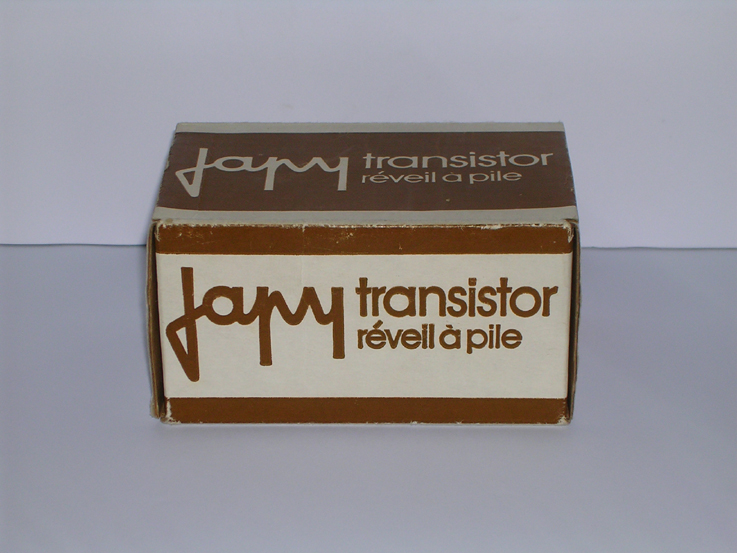 Japy transistor
réveil à pile
Japy transistor
réveil à pile